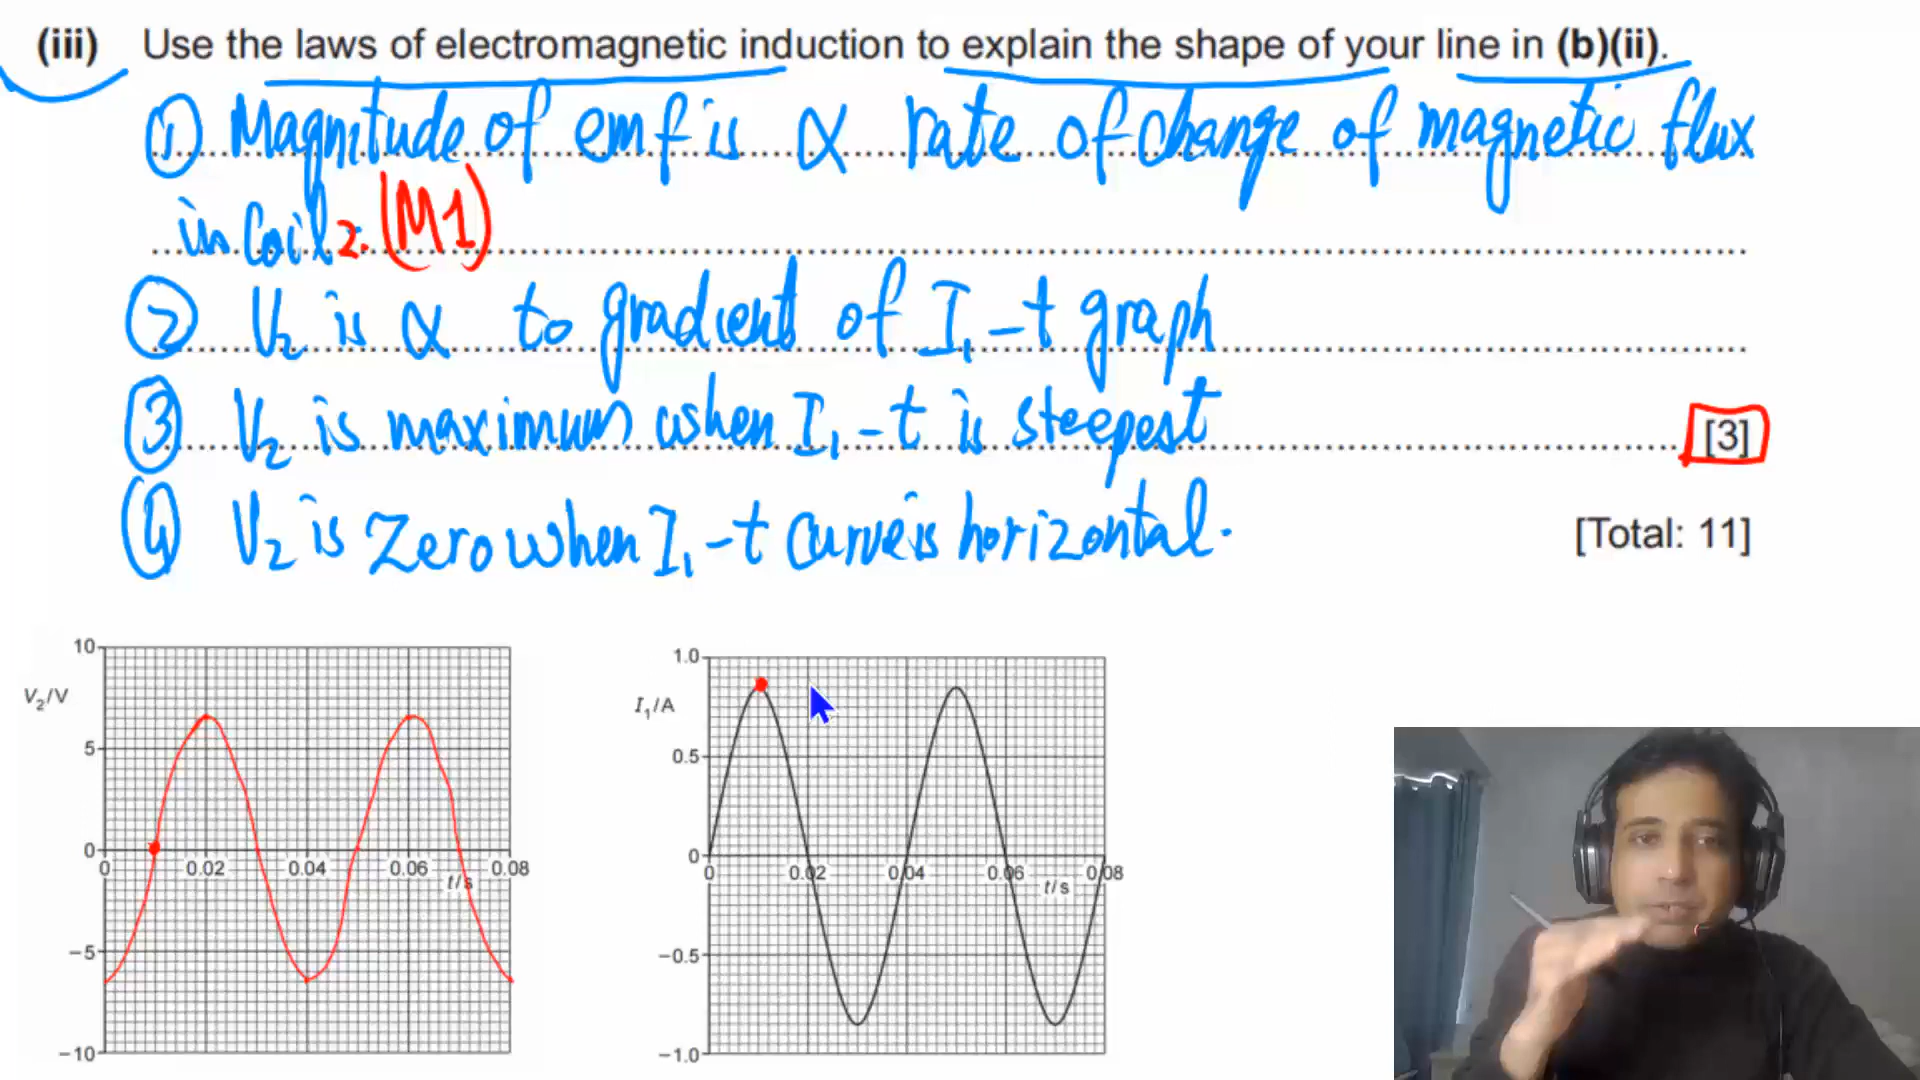 (iii) Use the laws of electromagnetic induction to explain the shape of your line in (b)(ii).
① Magnitude of emf is α rate of change of magnetic flux
in coil 2. (M1)
② V₂ is α to gradient of I₁-t graph
③ V₂ is maximum when I₁-t is steepest
[3]
④ V₂ is zero when I₁-t curve is horizontal.
[Total: 11]
10
V₂/V
5
0
0 0.02 0.04 0.06 0.08
t/s
−5
−10
1.0
I₁/A
0.5
0
0 0.02 0.04 0.06 0.08
t/s
−0.5
−1.0